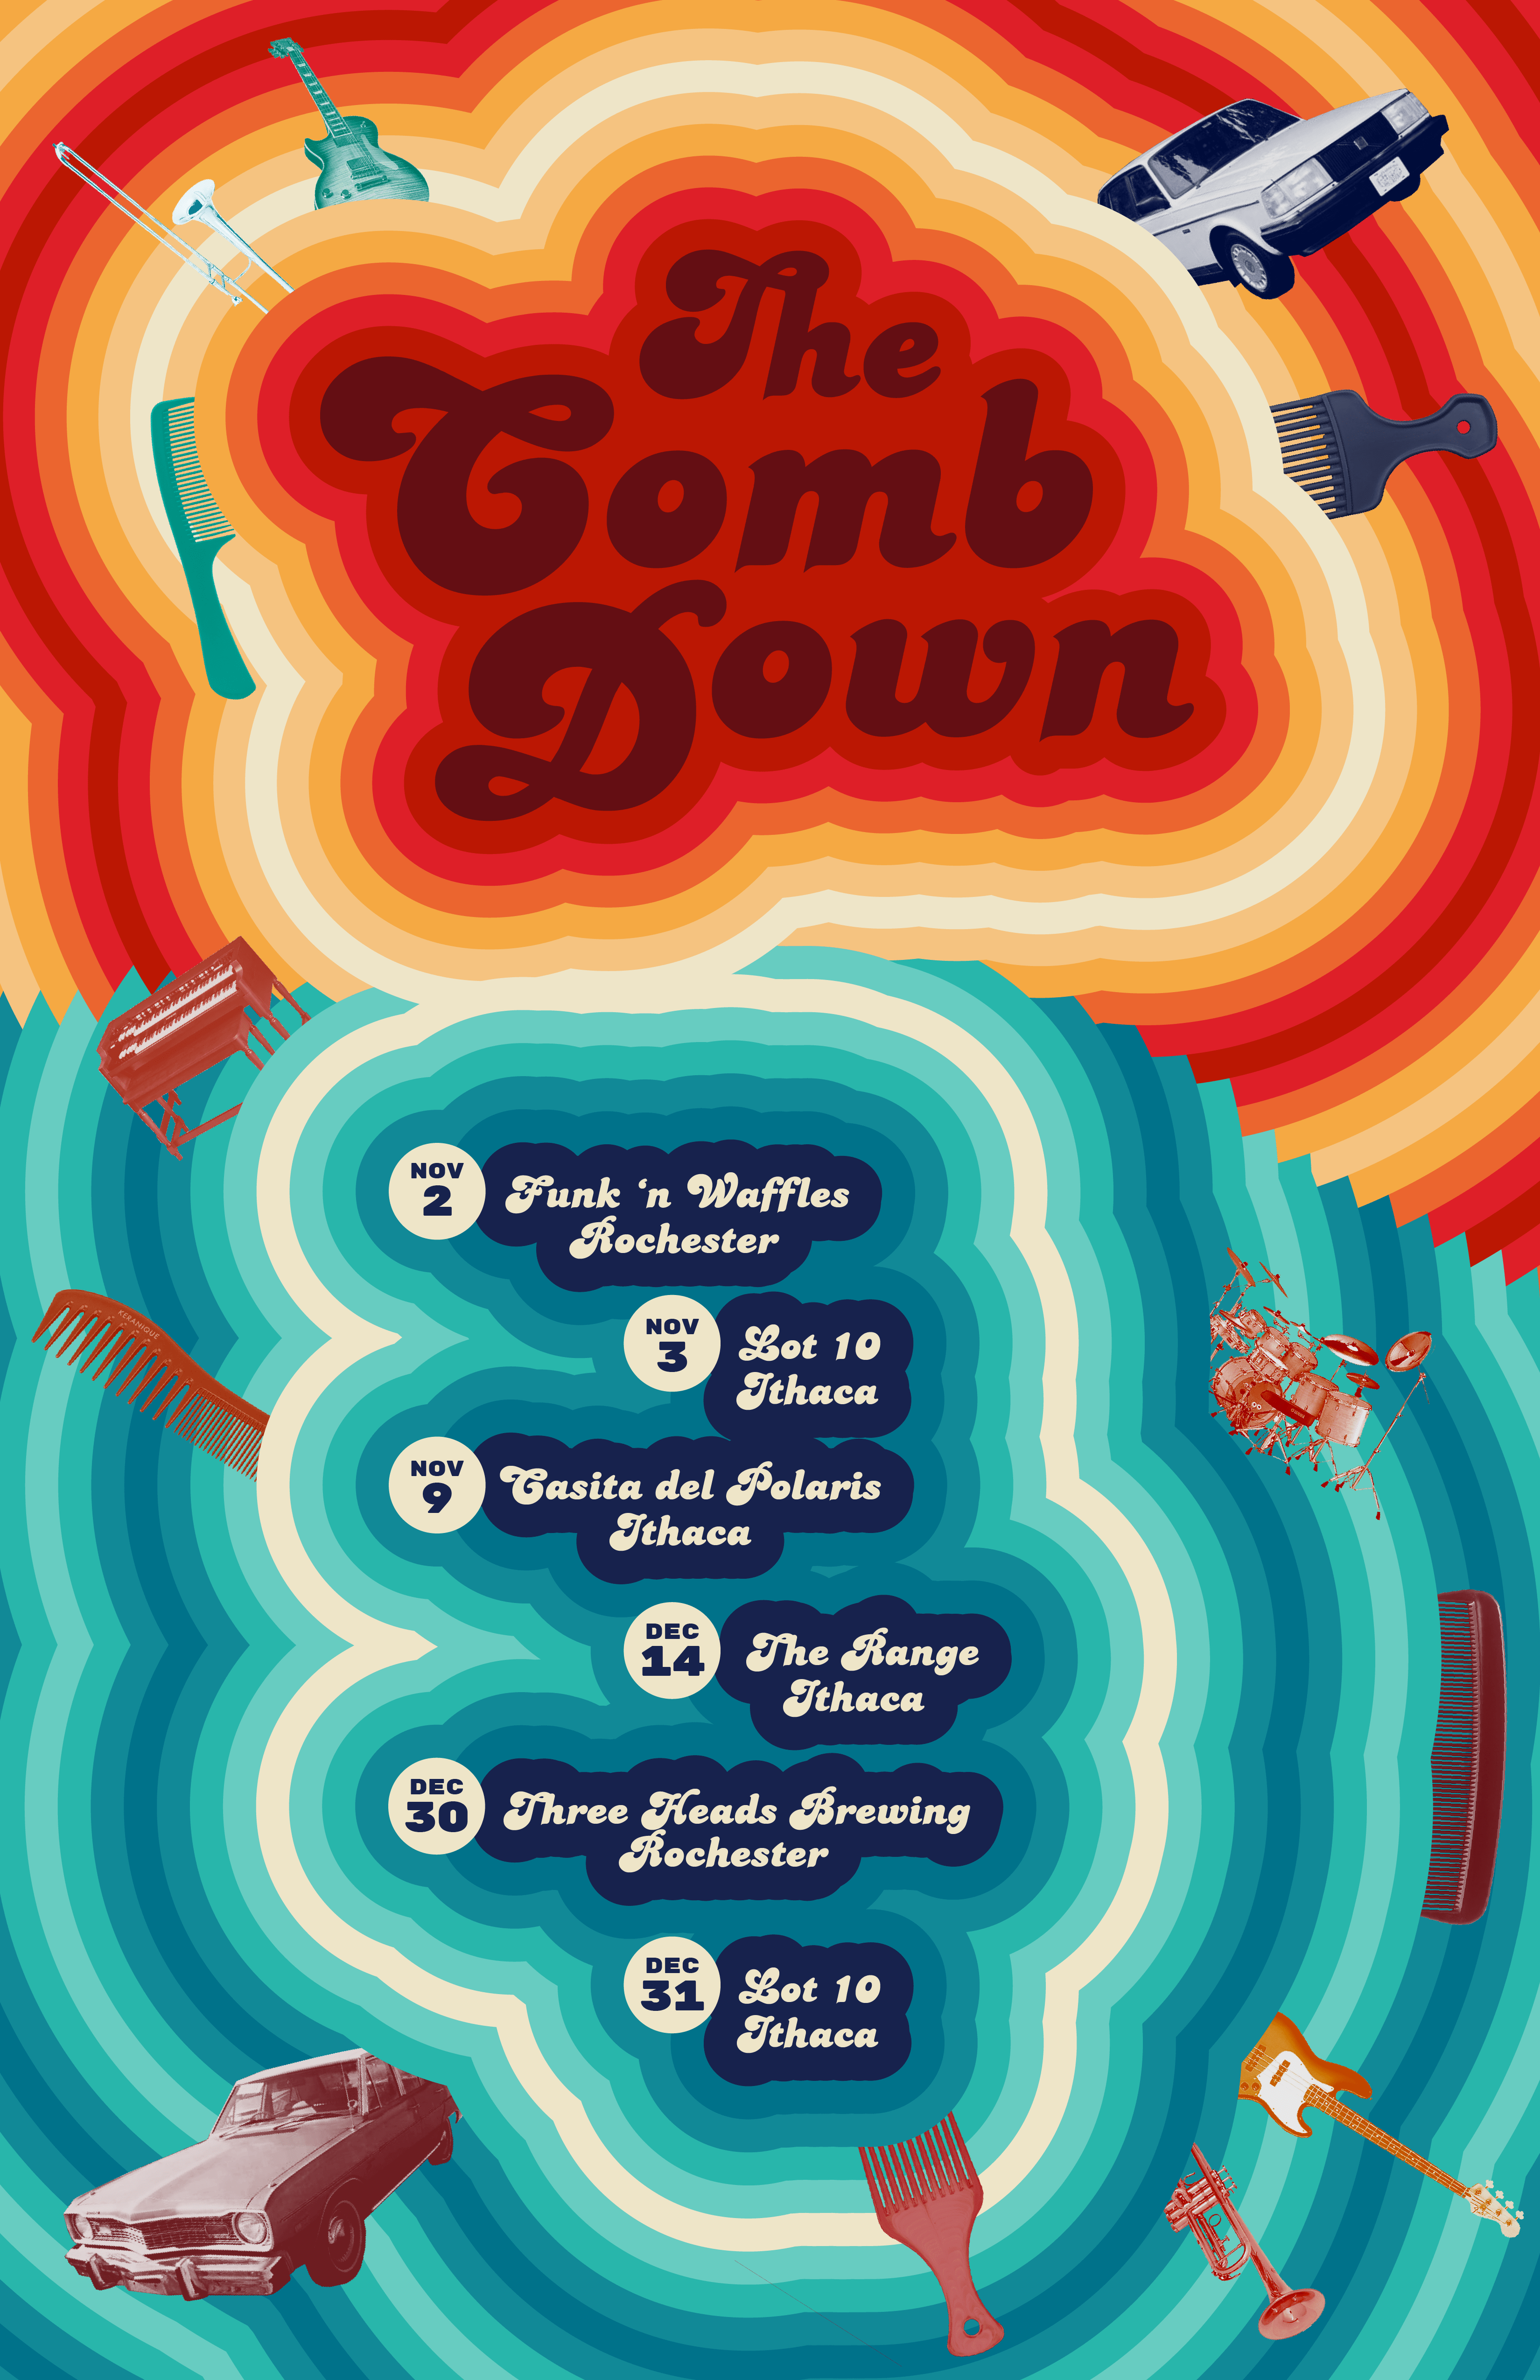 The
Comb
Down
NOV
2
Funk ‘n Waffles
Rochester
NOV
3
Lot 10
Ithaca
NOV
9
Casita del Polaris
Ithaca
DEC
14
The Range
Ithaca
DEC
30
Three Heads Brewing
Rochester
DEC
31
Lot 10
Ithaca
KERANIQUE